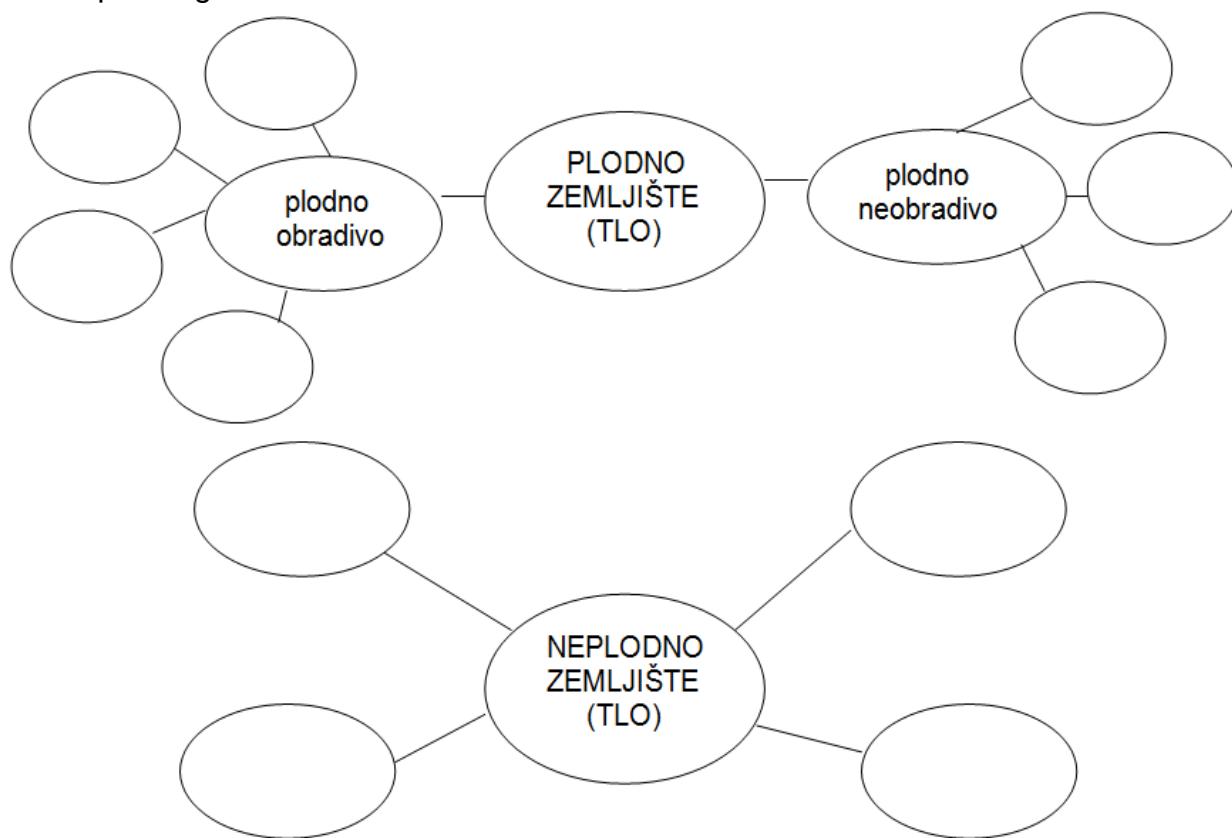 plodno
obradivo
PLODNO
ZEMLJIŠTE
(TLO)
plodno
neobradivo
NEPLODNO
ZEMLJIŠTE
(TLO)